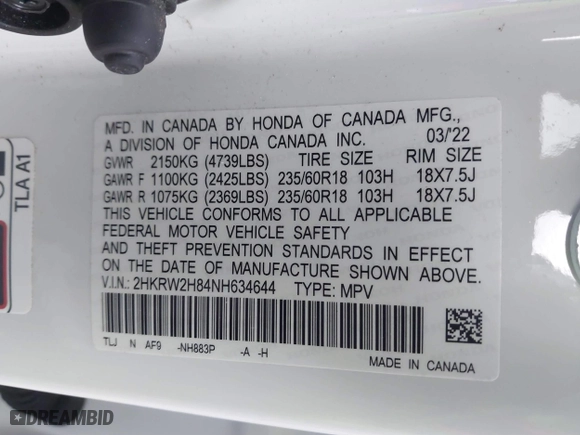 MFD. IN CANADA BY HONDA OF CANADA MFG.,
A DIVISION OF HONDA CANADA INC. 03/'22
GVWR 2150KG (4739LBS) TIRE SIZE RIM SIZE
GAWR F 1100KG (2425LBS) 235/60R18 103H 18X7.5J
GAWR R 1075KG (2369LBS) 235/60R18 103H 18X7.5J
THIS VEHICLE CONFORMS TO ALL APPLICABLE
FEDERAL MOTOR VEHICLE SAFETY
AND THEFT PREVENTION STANDARDS IN EFFECT
ON THE DATE OF MANUFACTURE SHOWN ABOVE.
V.I.N.: 2HKRW2H84NH634644 TYPE: MPV
TLJ N AF9 -NH883P -A -H
MADE IN CANADA
TLA A1
DREAMBID